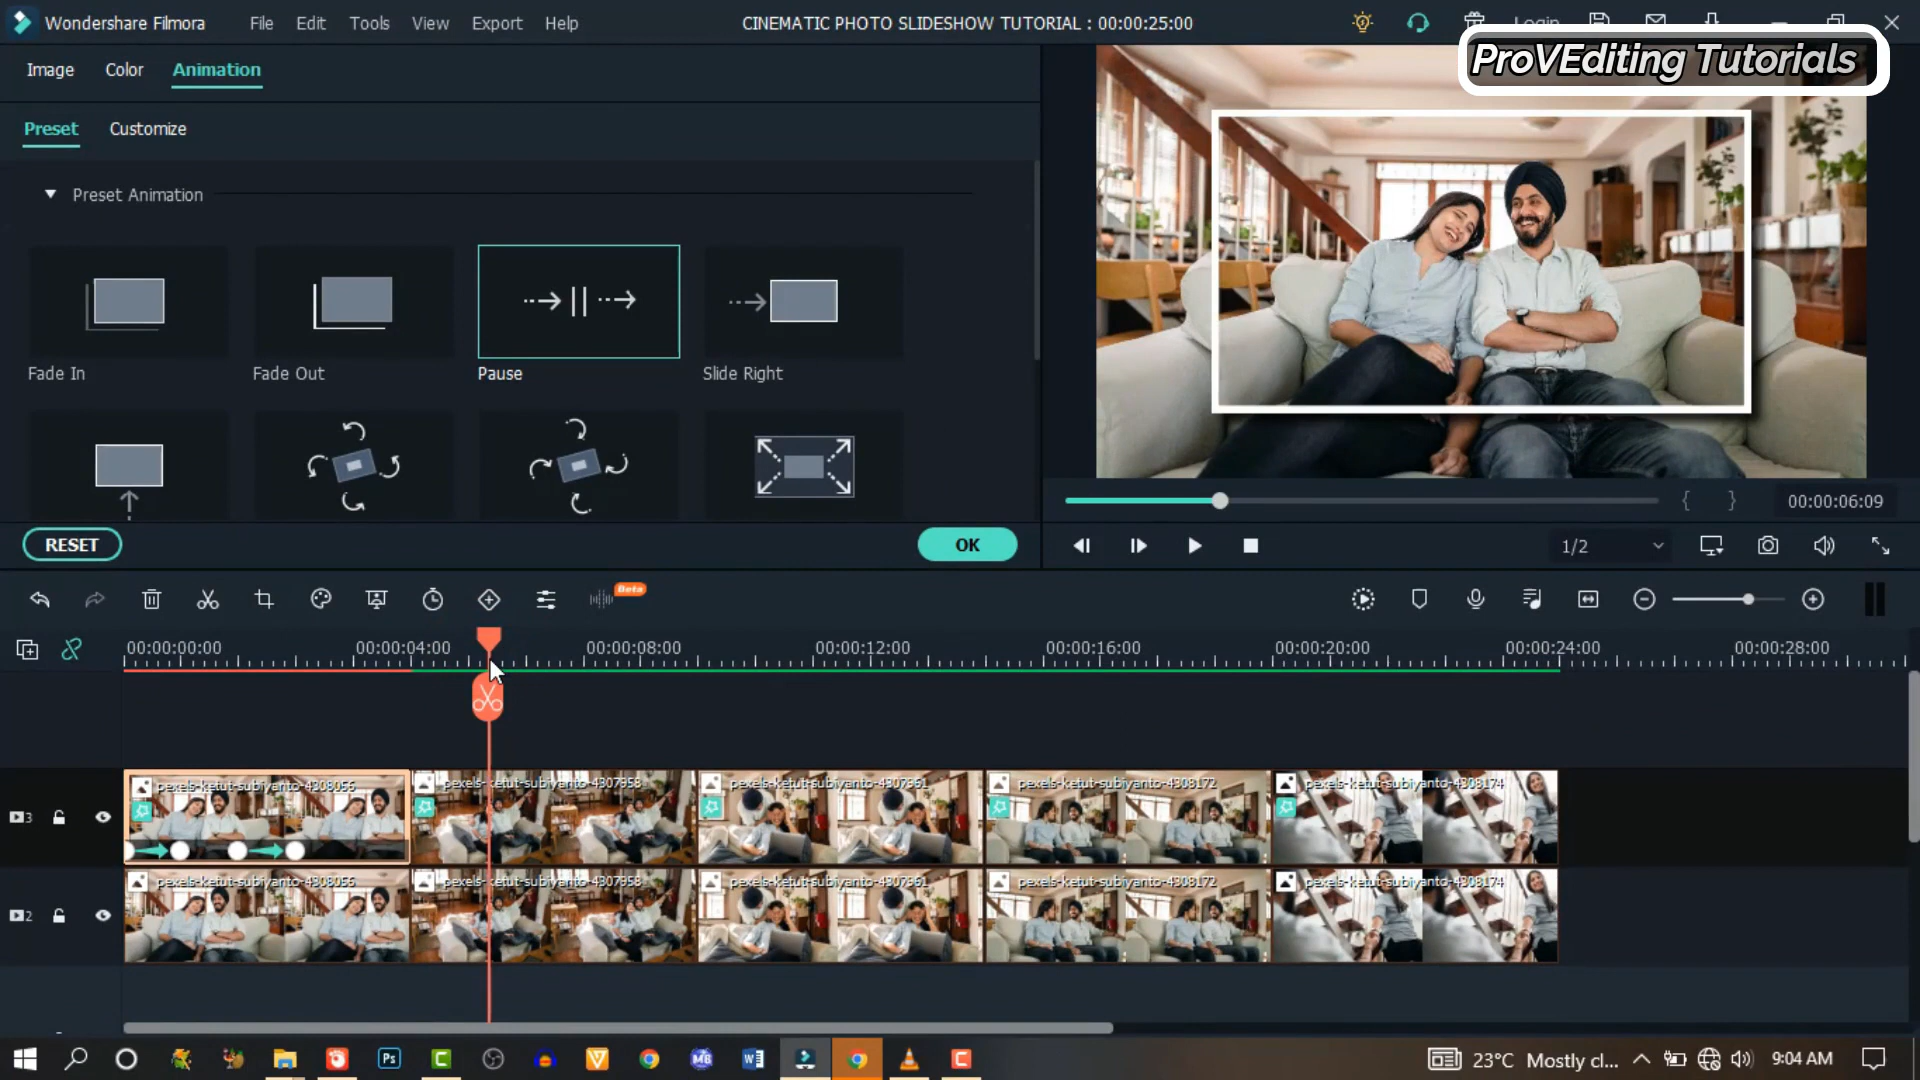 Wondershare Filmora
File Edit Tools View Export Help
CINEMATIC PHOTO SLIDESHOW TUTORIAL : 00:00:25:00
Login
ProVEditing Tutorials
Image Color Animation
Preset Customize
Preset Animation
Fade In Fade Out Pause Slide Right
RESET OK
00:00:06:09
1/2
Beta
00:00:00:00 00:00:04:00 00:00:08:00 00:00:12:00 00:00:16:00 00:00:20:00 00:00:24:00 00:00:28:00
pexels-ketut-subiyanto-4308056 pexels-ketut-subiyanto-4307958 pexels-ketut-subiyanto-4307961 pexels-ketut-subiyanto-4308172 pexels-ketut-subiyanto-4308174
3
pexels-ketut-subiyanto-4308056 pexels-ketut-subiyanto-4307958 pexels-ketut-subiyanto-4307961 pexels-ketut-subiyanto-4308172 pexels-ketut-subiyanto-4308174
2
Ps C V MB W C
23°C Mostly cl... 9:04 AM